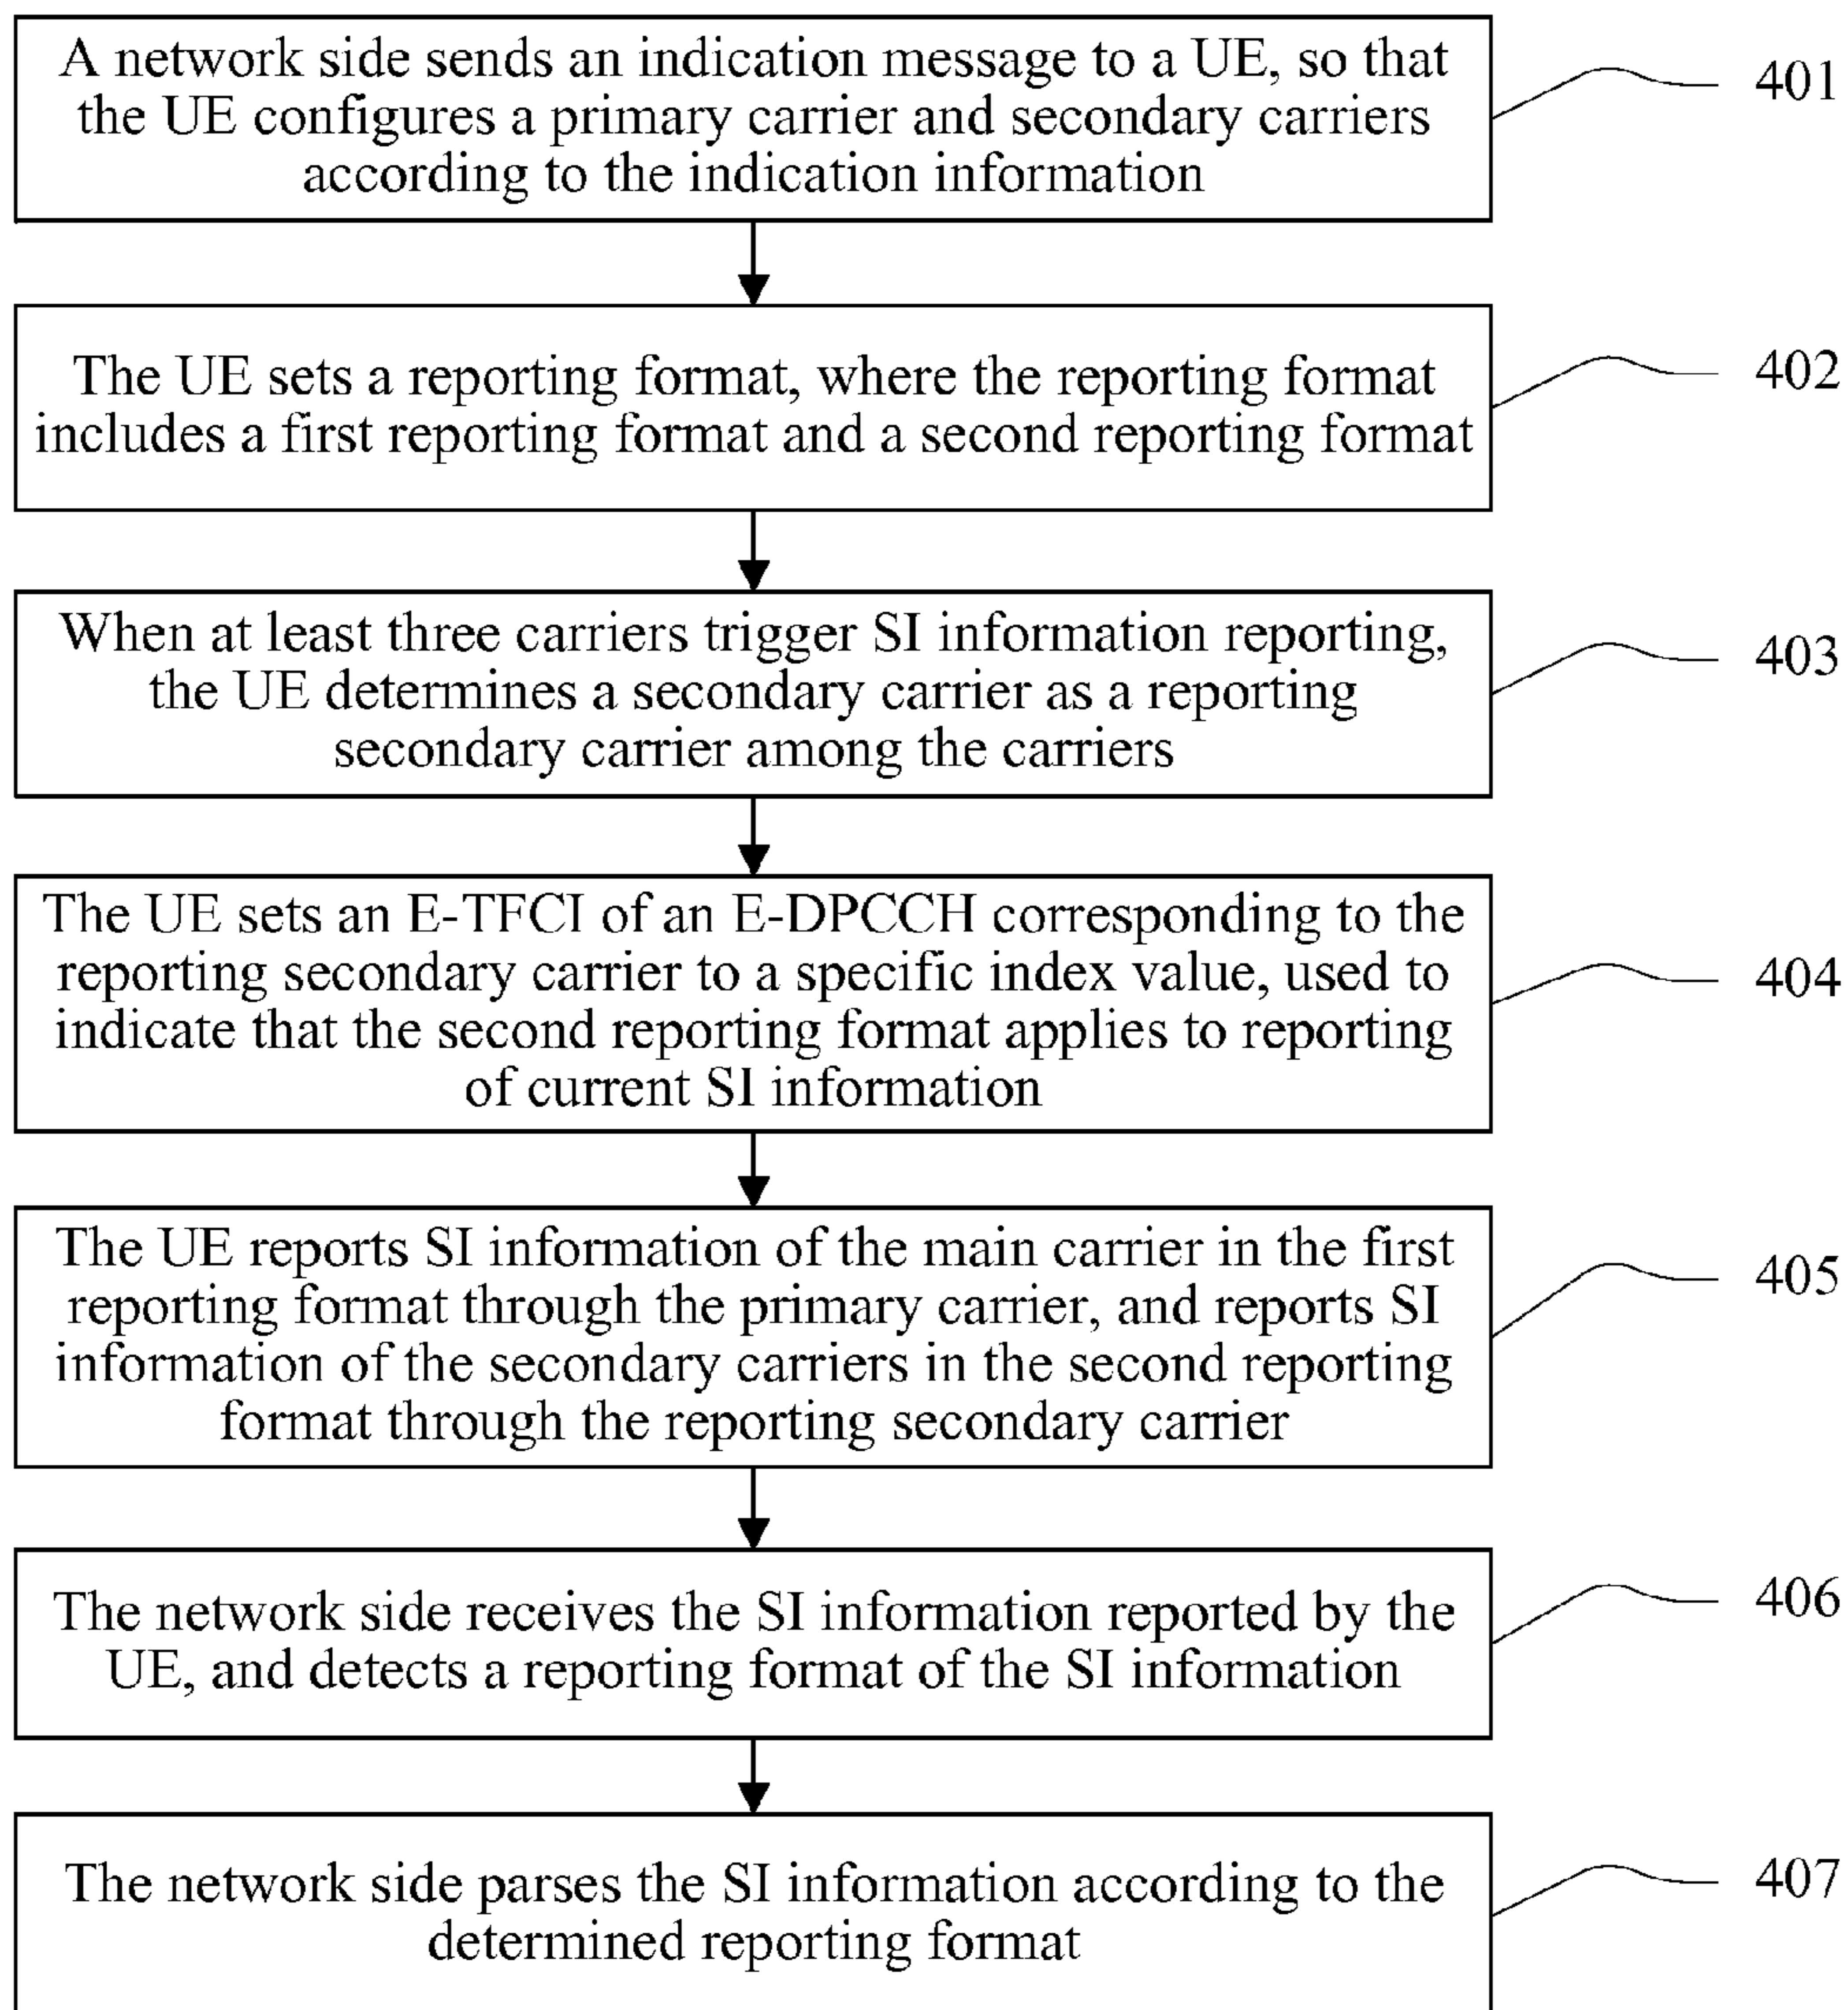 A network side sends an indication message to a UE, so that
the UE configures a primary carrier and secondary carriers
according to the indication information
401
The UE sets a reporting format, where the reporting format
includes a first reporting format and a second reporting format
402
When at least three carriers trigger SI information reporting,
the UE determines a secondary carrier as a reporting
secondary carrier among the carriers
403
The UE sets an E-TFCI of an E-DPCCH corresponding to the
reporting secondary carrier to a specific index value, used to
indicate that the second reporting format applies to reporting
of current SI information
404
The UE reports SI information of the main carrier in the first
reporting format through the primary carrier, and reports SI
information of the secondary carriers in the second reporting
format through the reporting secondary carrier
405
The network side receives the SI information reported by the
UE, and detects a reporting format of the SI information
406
The network side parses the SI information according to the
determined reporting format
407